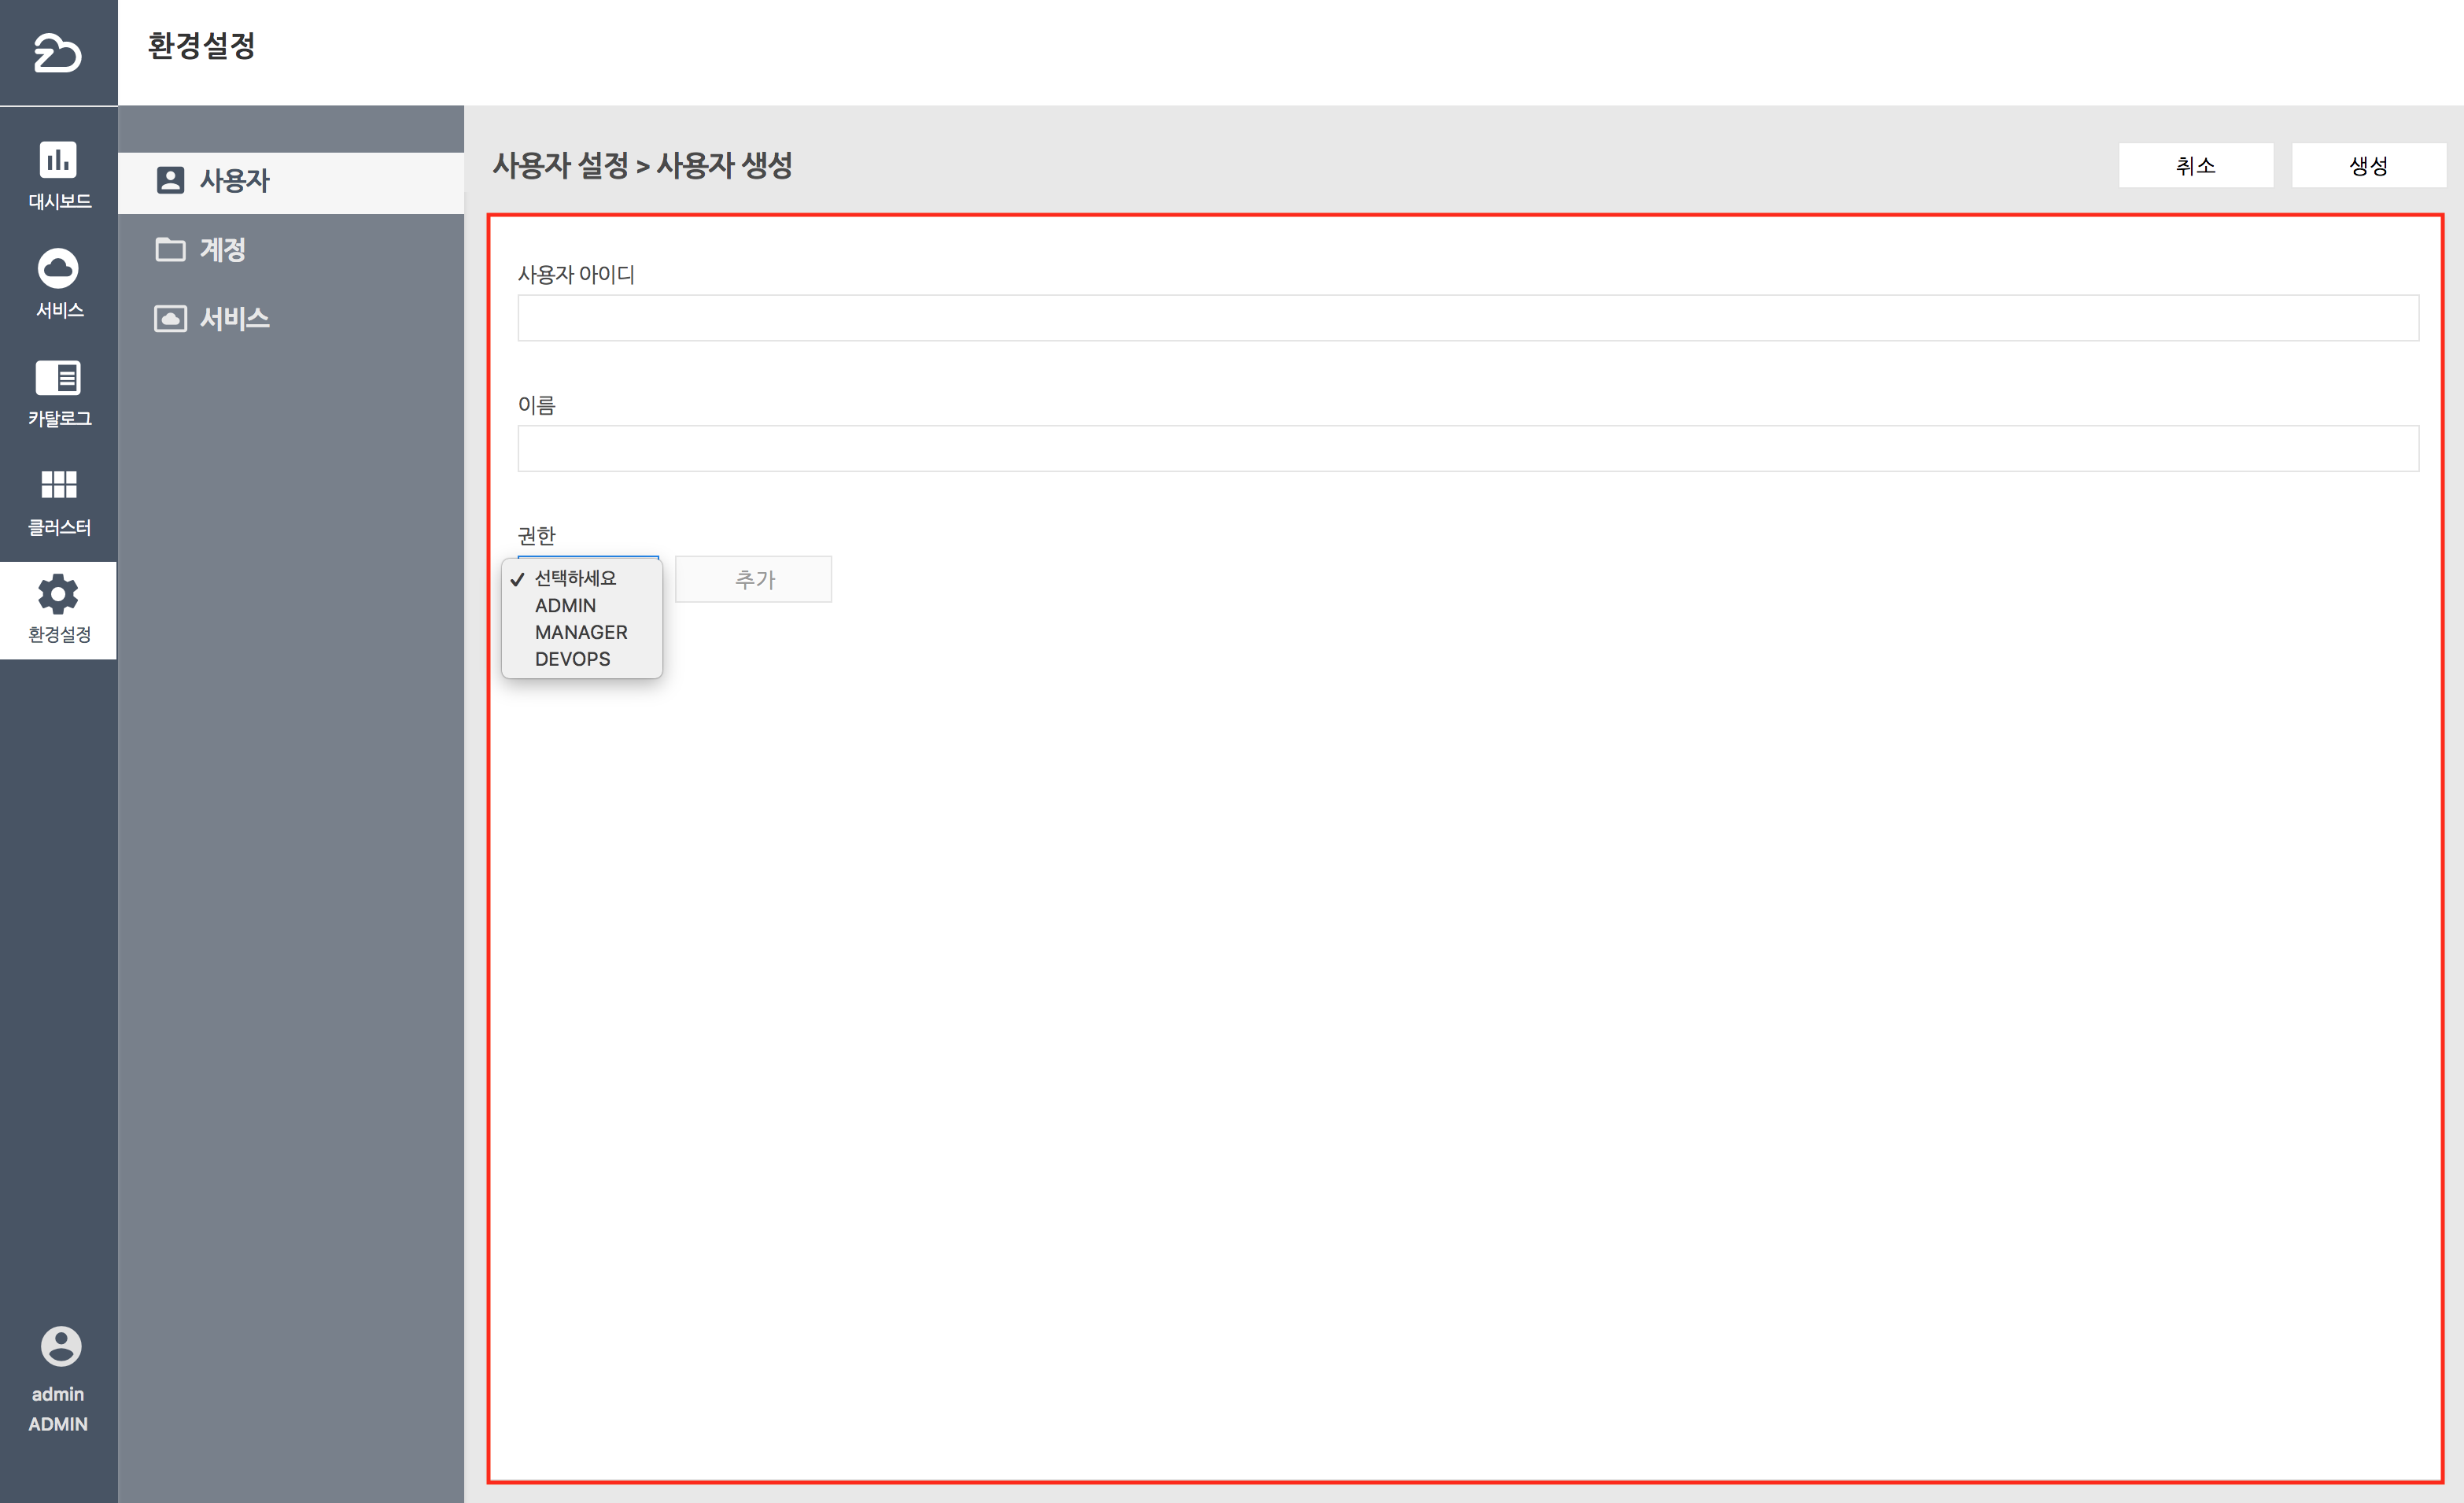 환경설정
대시보드
서비스
카탈로그
클러스터
환경설정
admin
ADMIN
사용자
계정
서비스
사용자 설정 > 사용자 생성
취소
생성
사용자 아이디
이름
권한
선택하세요
ADMIN
MANAGER
DEVOPS
추가